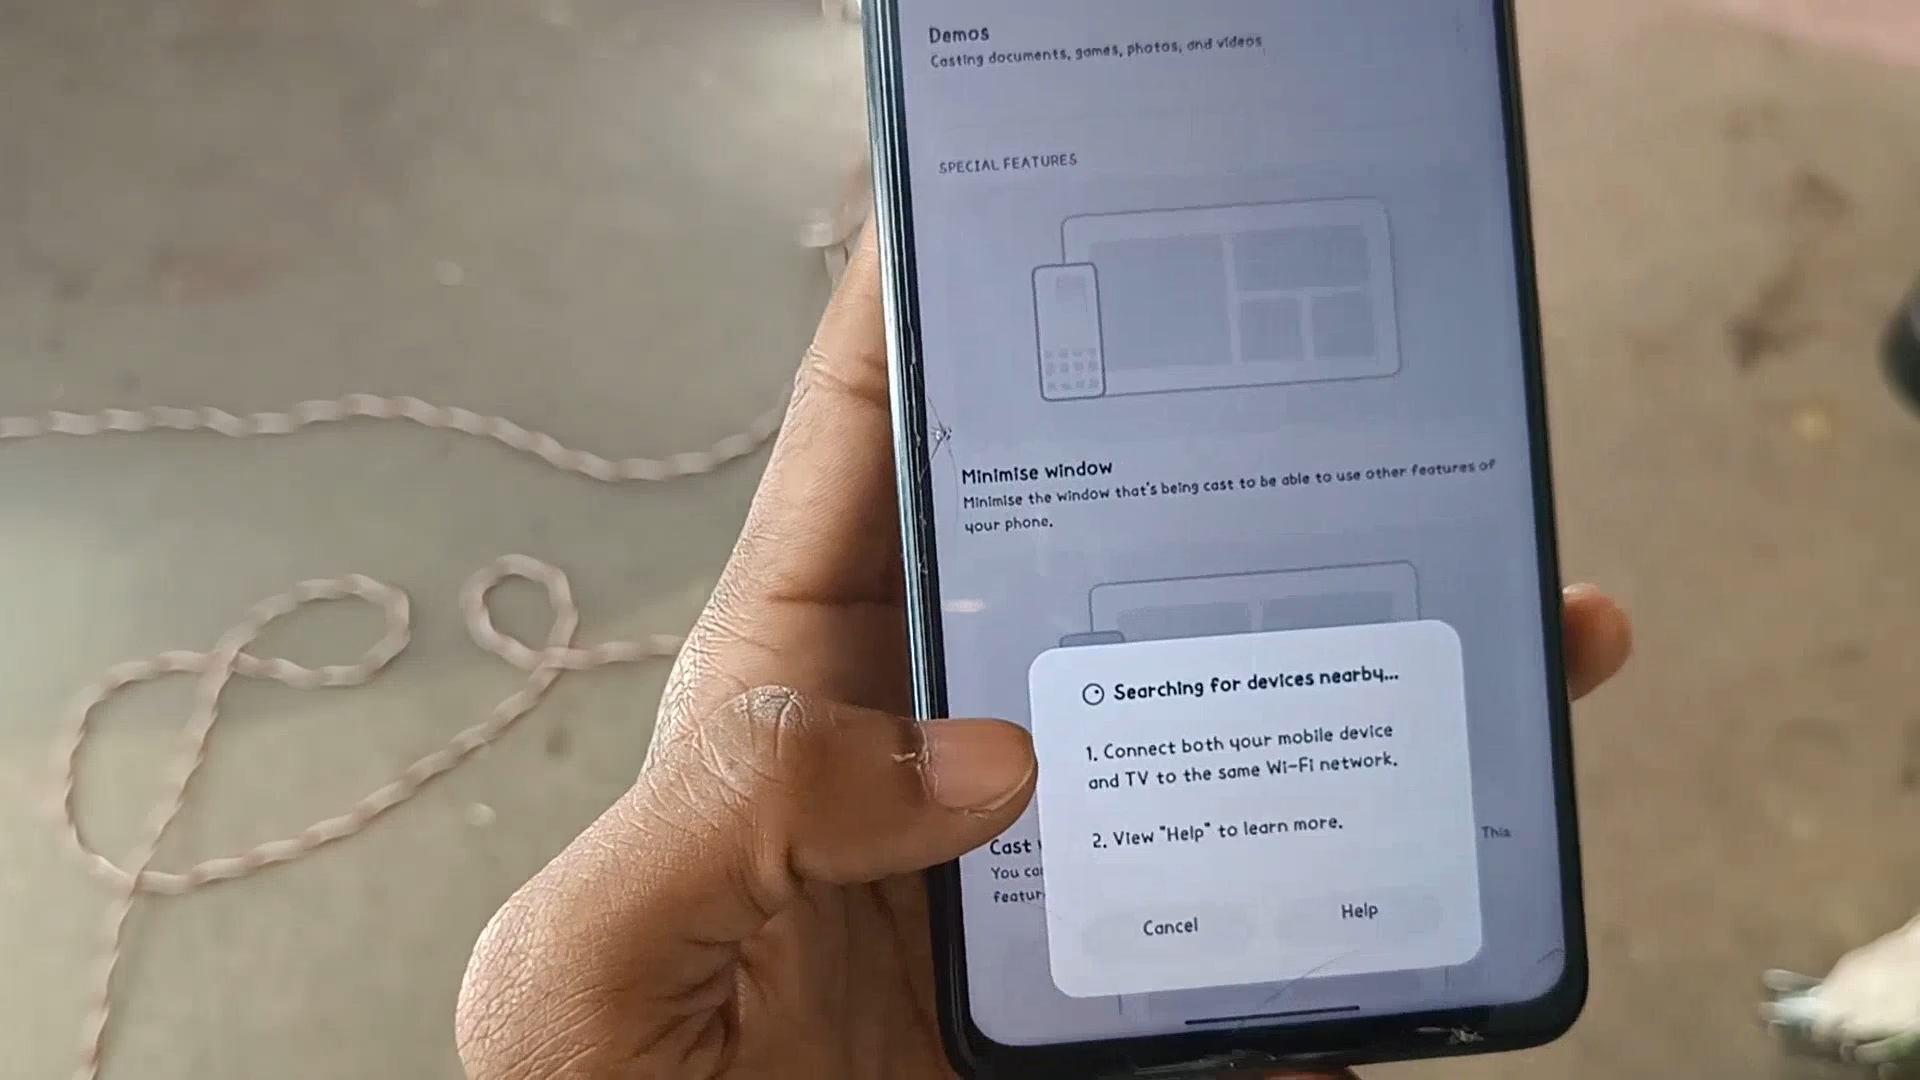 Demos
Casting documents, games, photos, and videos
SPECIAL FEATURES
Minimise window
Minimise the window that's being cast to be able to use other features of
your phone.
Searching for devices nearby...
1. Connect both your mobile device
and TV to the same Wi-Fi network.
2. View "Help" to learn more.
Cancel
Help
Cast
This
You